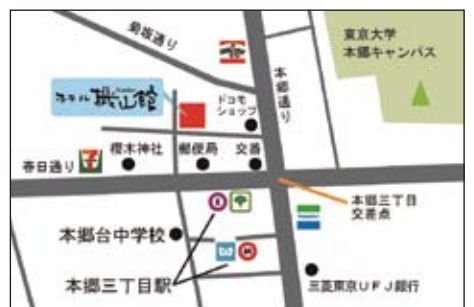 菊坂通り
東京大学
本郷キャンパス
本郷通り
ドコモ
ショップ
ホテル機山館
櫻木神社
郵便局
交番
春日通り
7
本郷三丁目
交差点
本郷台中学校
本郷三丁目駅
三菱東京UFJ銀行